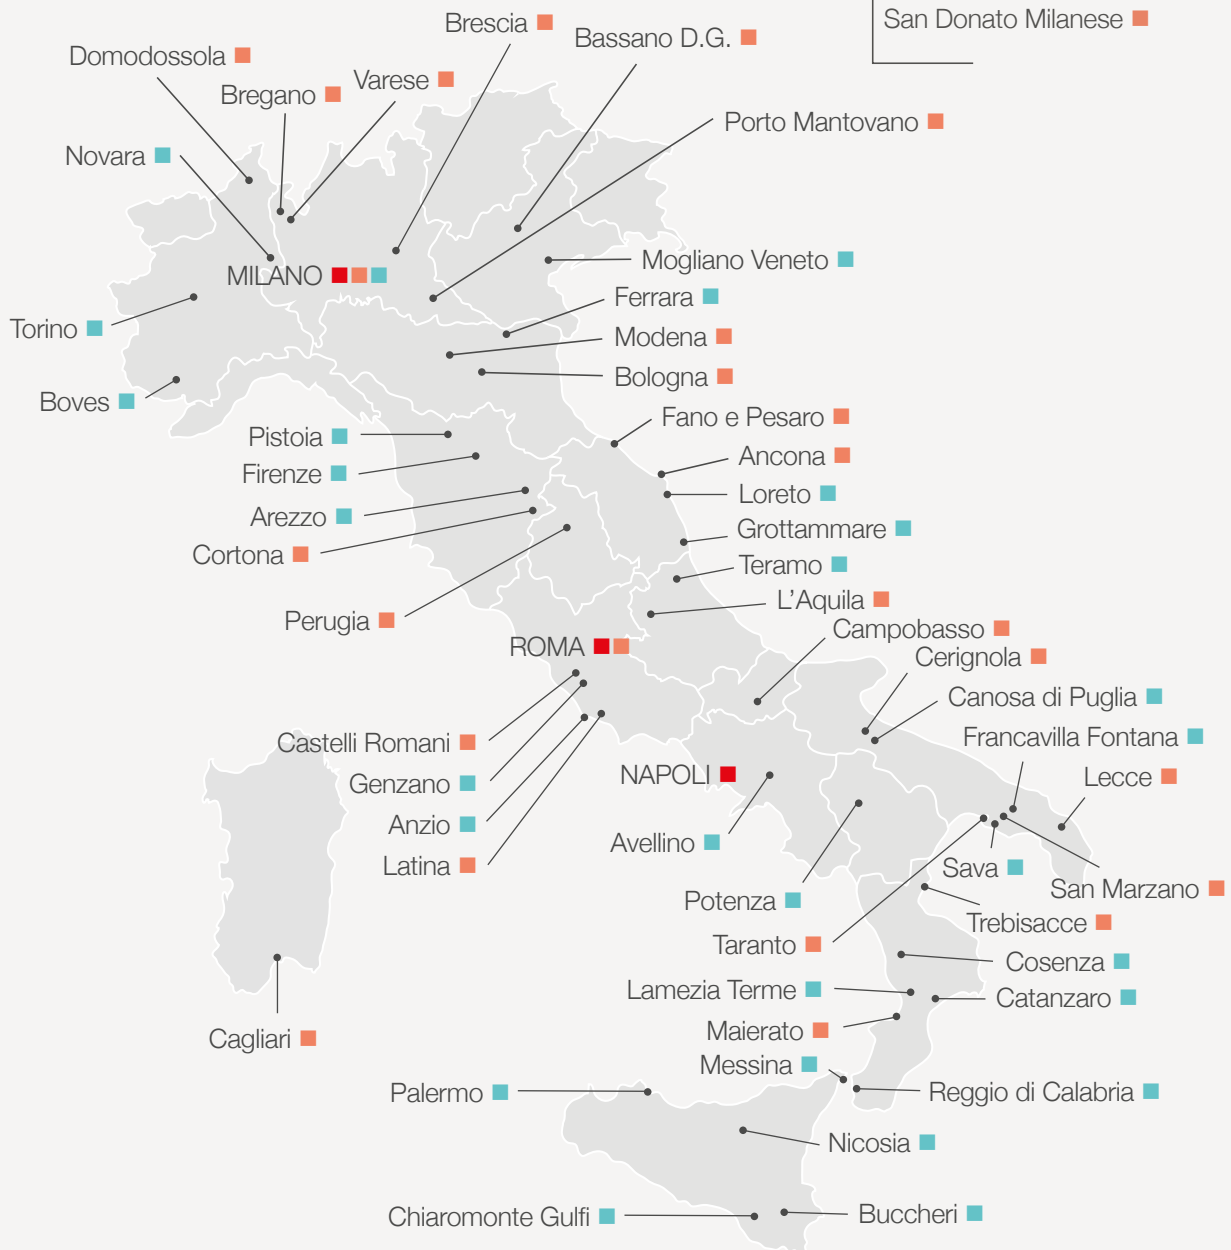 San Donato Milanese
Brescia
Bassano D.G.
Domodossola
Varese
Bregano
Porto Mantovano
Novara
Mogliano Veneto
MILANO
Ferrara
Torino
Modena
Bologna
Boves
Fano e Pesaro
Pistoia
Ancona
Firenze
Loreto
Arezzo
Grottammare
Cortona
Teramo
L'Aquila
Perugia
Campobasso
ROMA
Cerignola
Canosa di Puglia
Francavilla Fontana
Castelli Romani
NAPOLI
Lecce
Genzano
Anzio
Avellino
Latina
Sava
San Marzano
Potenza
Trebisacce
Taranto
Cosenza
Lamezia Terme
Catanzaro
Maierato
Cagliari
Messina
Palermo
Reggio di Calabria
Nicosia
Chiaromonte Gulfi
Buccheri